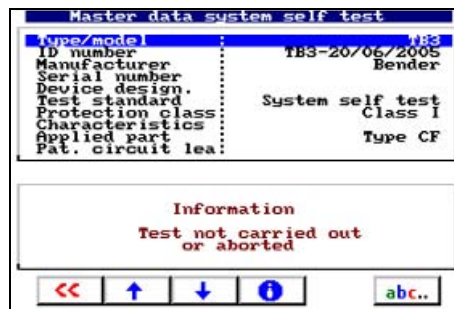 Master data system self test
Type/model : TB3
ID number : TB3-20/06/2005
Manufacturer : Bender
Serial number :
Device design. :
Test standard : System self test
Protection class: Class I
Characteristics :
Applied part : Type CF
Pat. circuit lea:
Information
Test not carried out
or aborted
<< abc..